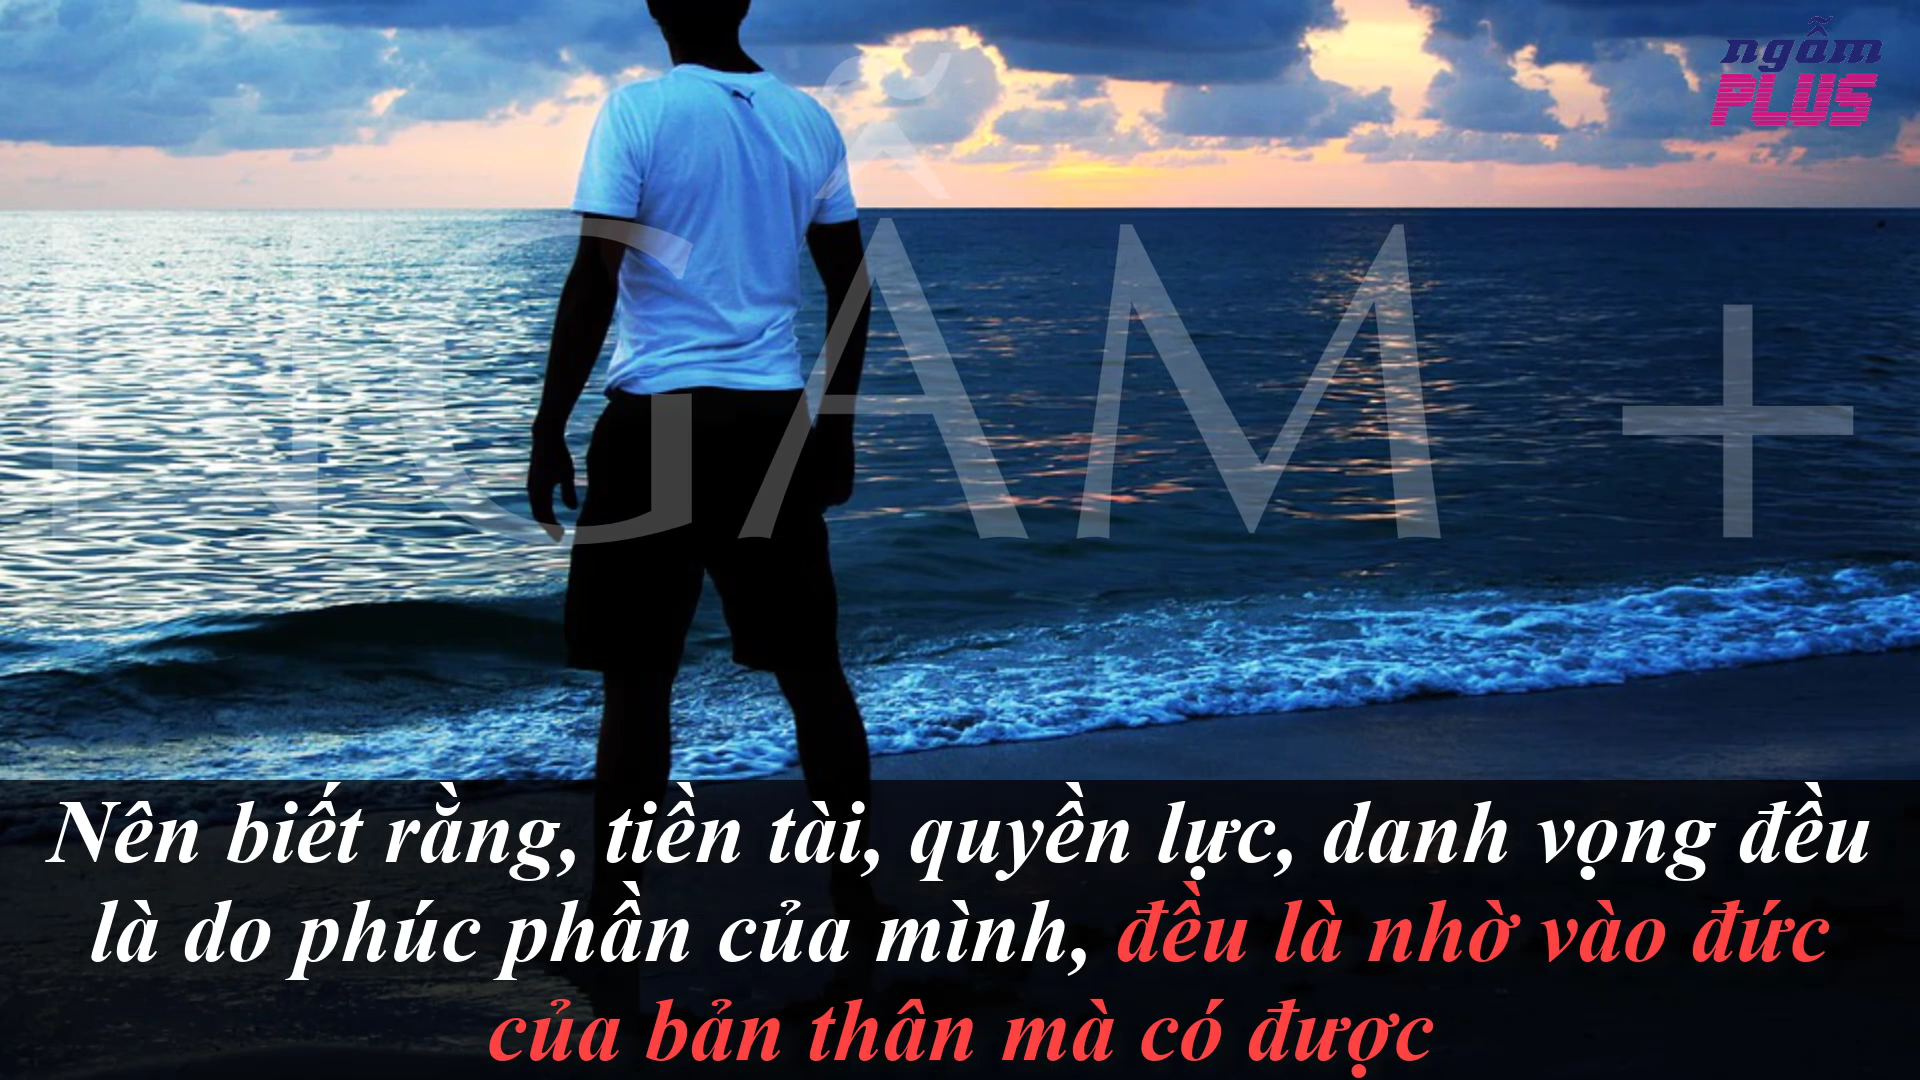 ngẫm
PLUS
NGẪM +
Nên biết rằng, tiền tài, quyền lực, danh vọng đều
là do phúc phần của mình, đều là nhờ vào đức
của bản thân mà có được